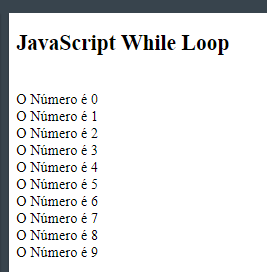 JavaScript While Loop
O Número é 0
O Número é 1
O Número é 2
O Número é 3
O Número é 4
O Número é 5
O Número é 6
O Número é 7
O Número é 8
O Número é 9